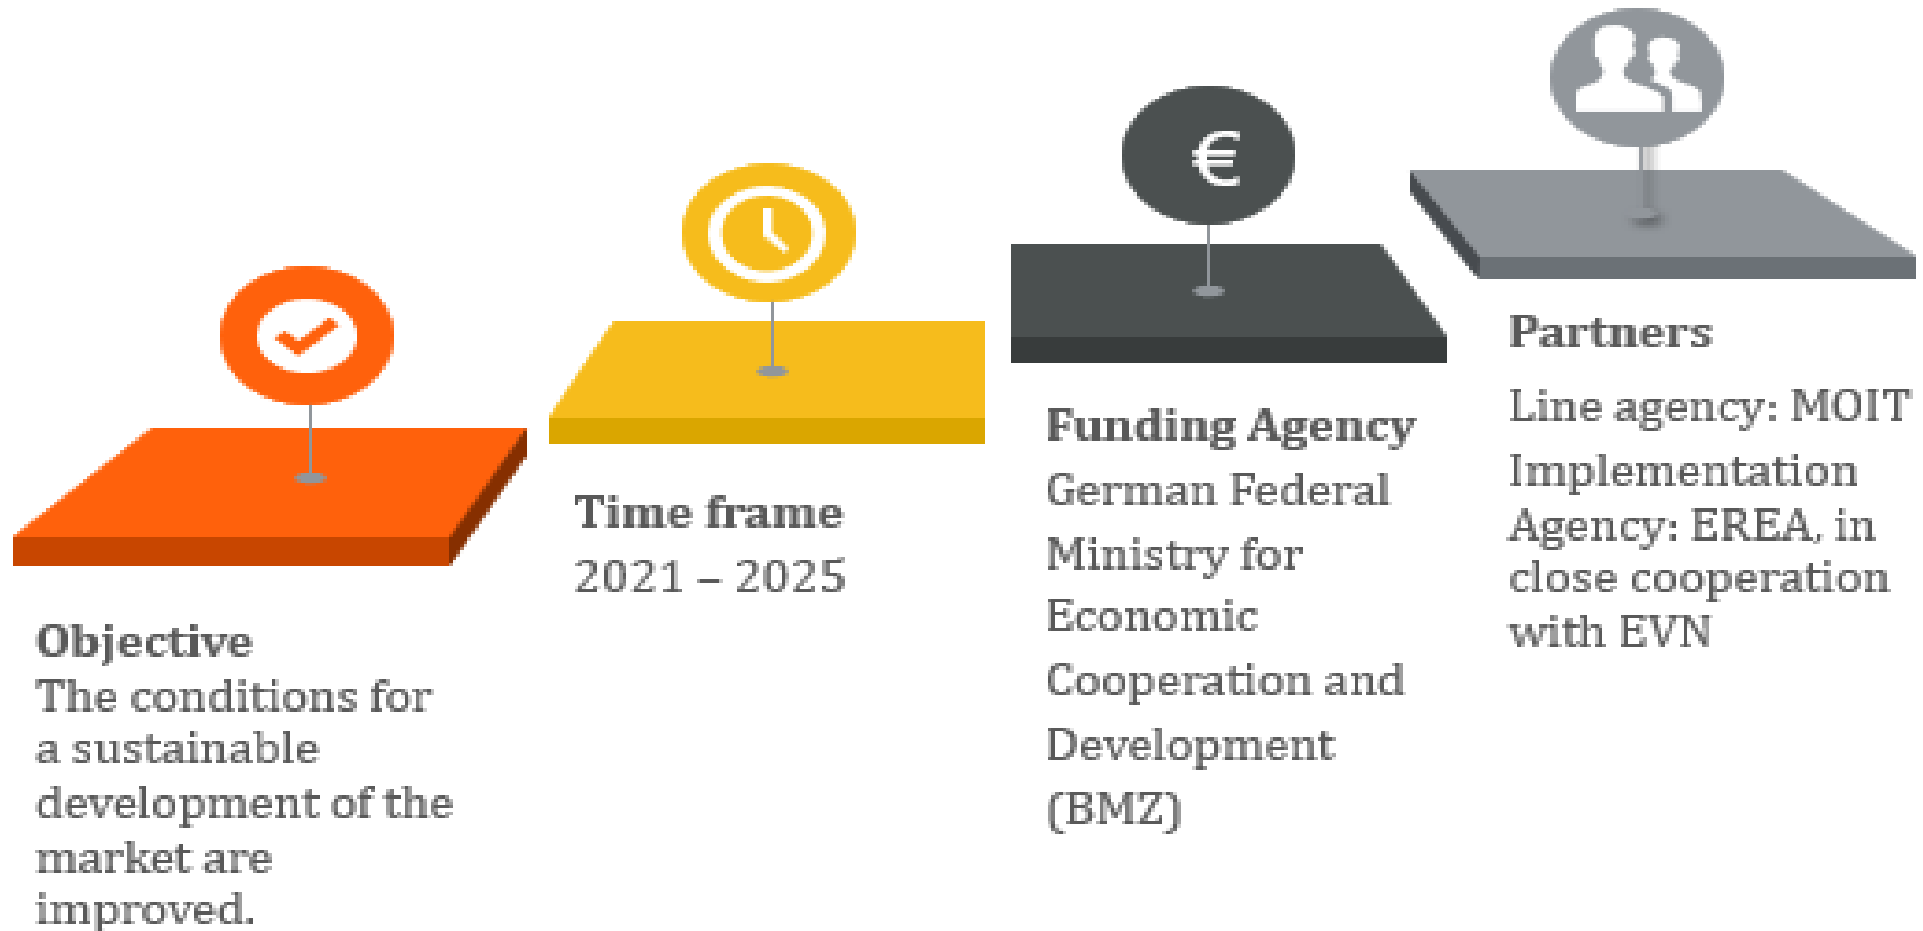 Objective
The conditions for
a sustainable
development of the
market are
improved.
Time frame
2021 – 2025
€
Funding Agency
German Federal
Ministry for
Economic
Cooperation and
Development
(BMZ)
Partners
Line agency: MOIT
Implementation
Agency: EREA, in
close cooperation
with EVN